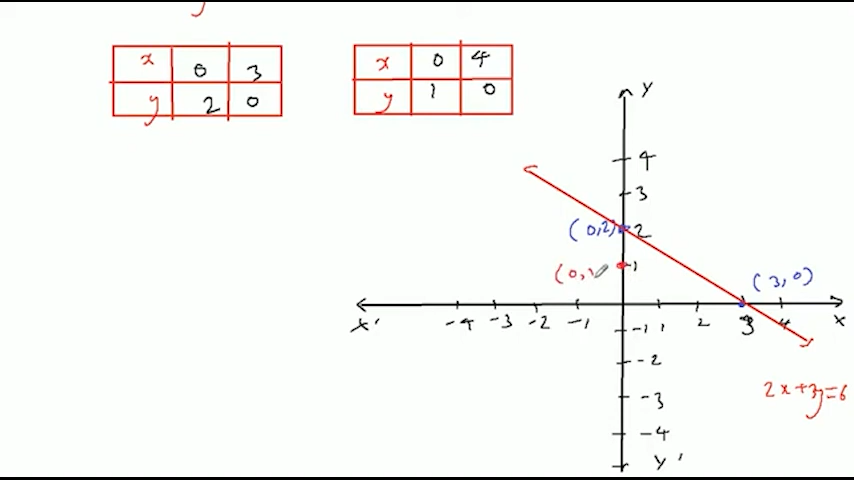 x 0 3
y 2 0
x 0 4
y 1 0
Y
4
3
(0,2) 2
(0,1 1
(3,0)
X' -4 -3 -2 -1 1 2 3 4 X
-1
-2
2x+3y=6
-3
-4
Y'